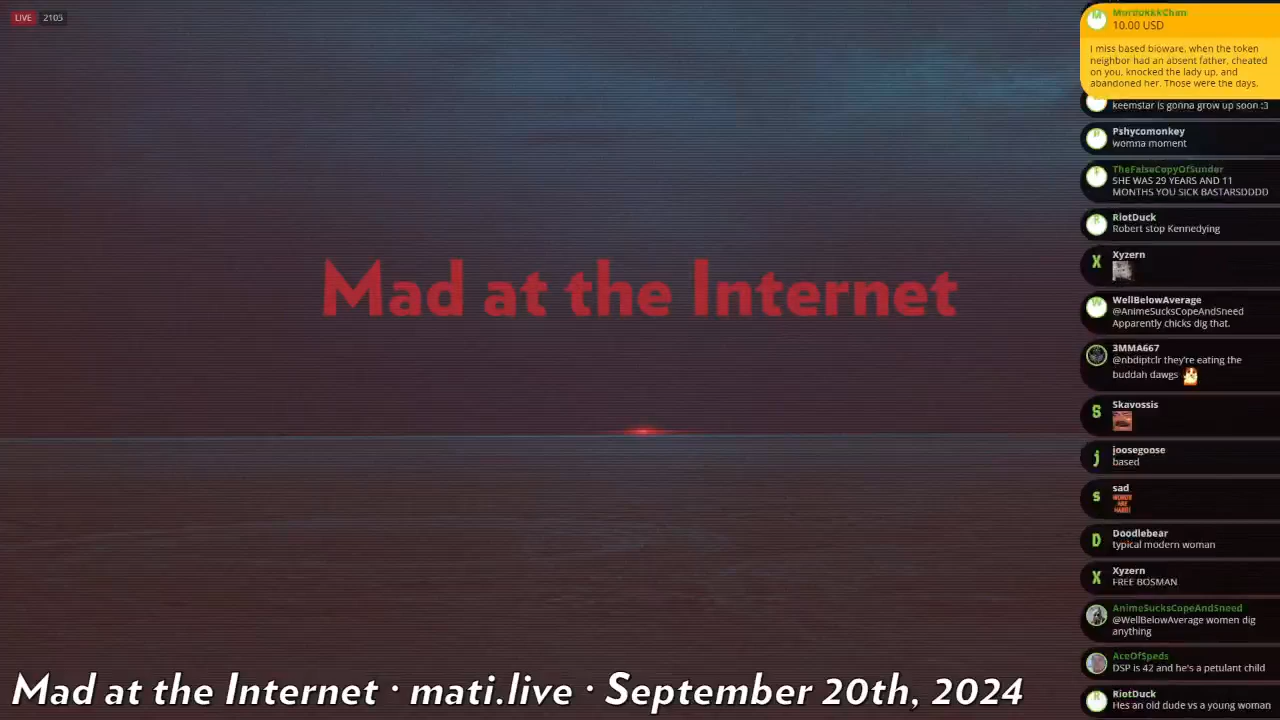 LIVE 2105
Mad at the Internet
Mad at the Internet · mati.live · September 20th, 2024
10.00 USD
I miss based bioware, when the token
neighbor had an absent father, cheated
on you, knocked the lady up, and
abandoned her. Those were the days.
keemstar is gonna grow up soon :3
Pshycomonkey
womna moment
TheFalseCopyOfSunder
SHE WAS 29 YEARS AND 11
MONTHS YOU SICK BASTARSDDDD
RiotDuck
Robert stop Kennedying
X
Xyzern
WellBelowAverage
@AnimeSucksCopeAndSneed
Apparently chicks dig that.
3MMA667
@nbdiptclr they're eating the
buddah dawgs
S
Skavossis
j
joosegoose
based
s
sad
WORDS
ARE
HARD!
D
Doodlebear
typical modern woman
X
Xyzern
FREE BOSMAN
AnimeSucksCopeAndSneed
@WellBelowAverage women dig
anything
AceOfSpeds
DSP is 42 and he's a petulant child
RiotDuck
Hes an old dude vs a young woman